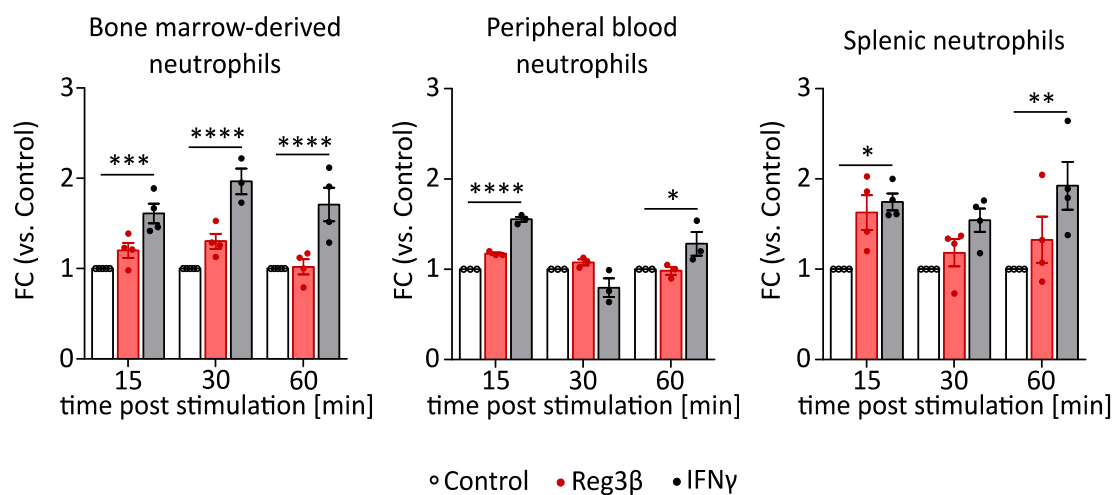 Bone marrow-derived
neutrophils
FC (vs. Control)
3
2
1
0
***
****
****
15 30 60
time post stimulation [min]
Peripheral blood
neutrophils
FC (vs. Control)
3
2
1
0
****
*
15 30 60
time post stimulation [min]
Splenic neutrophils
FC (vs. Control)
3
2
1
0
*
**
15 30 60
time post stimulation [min]
Control Reg3β IFNγ